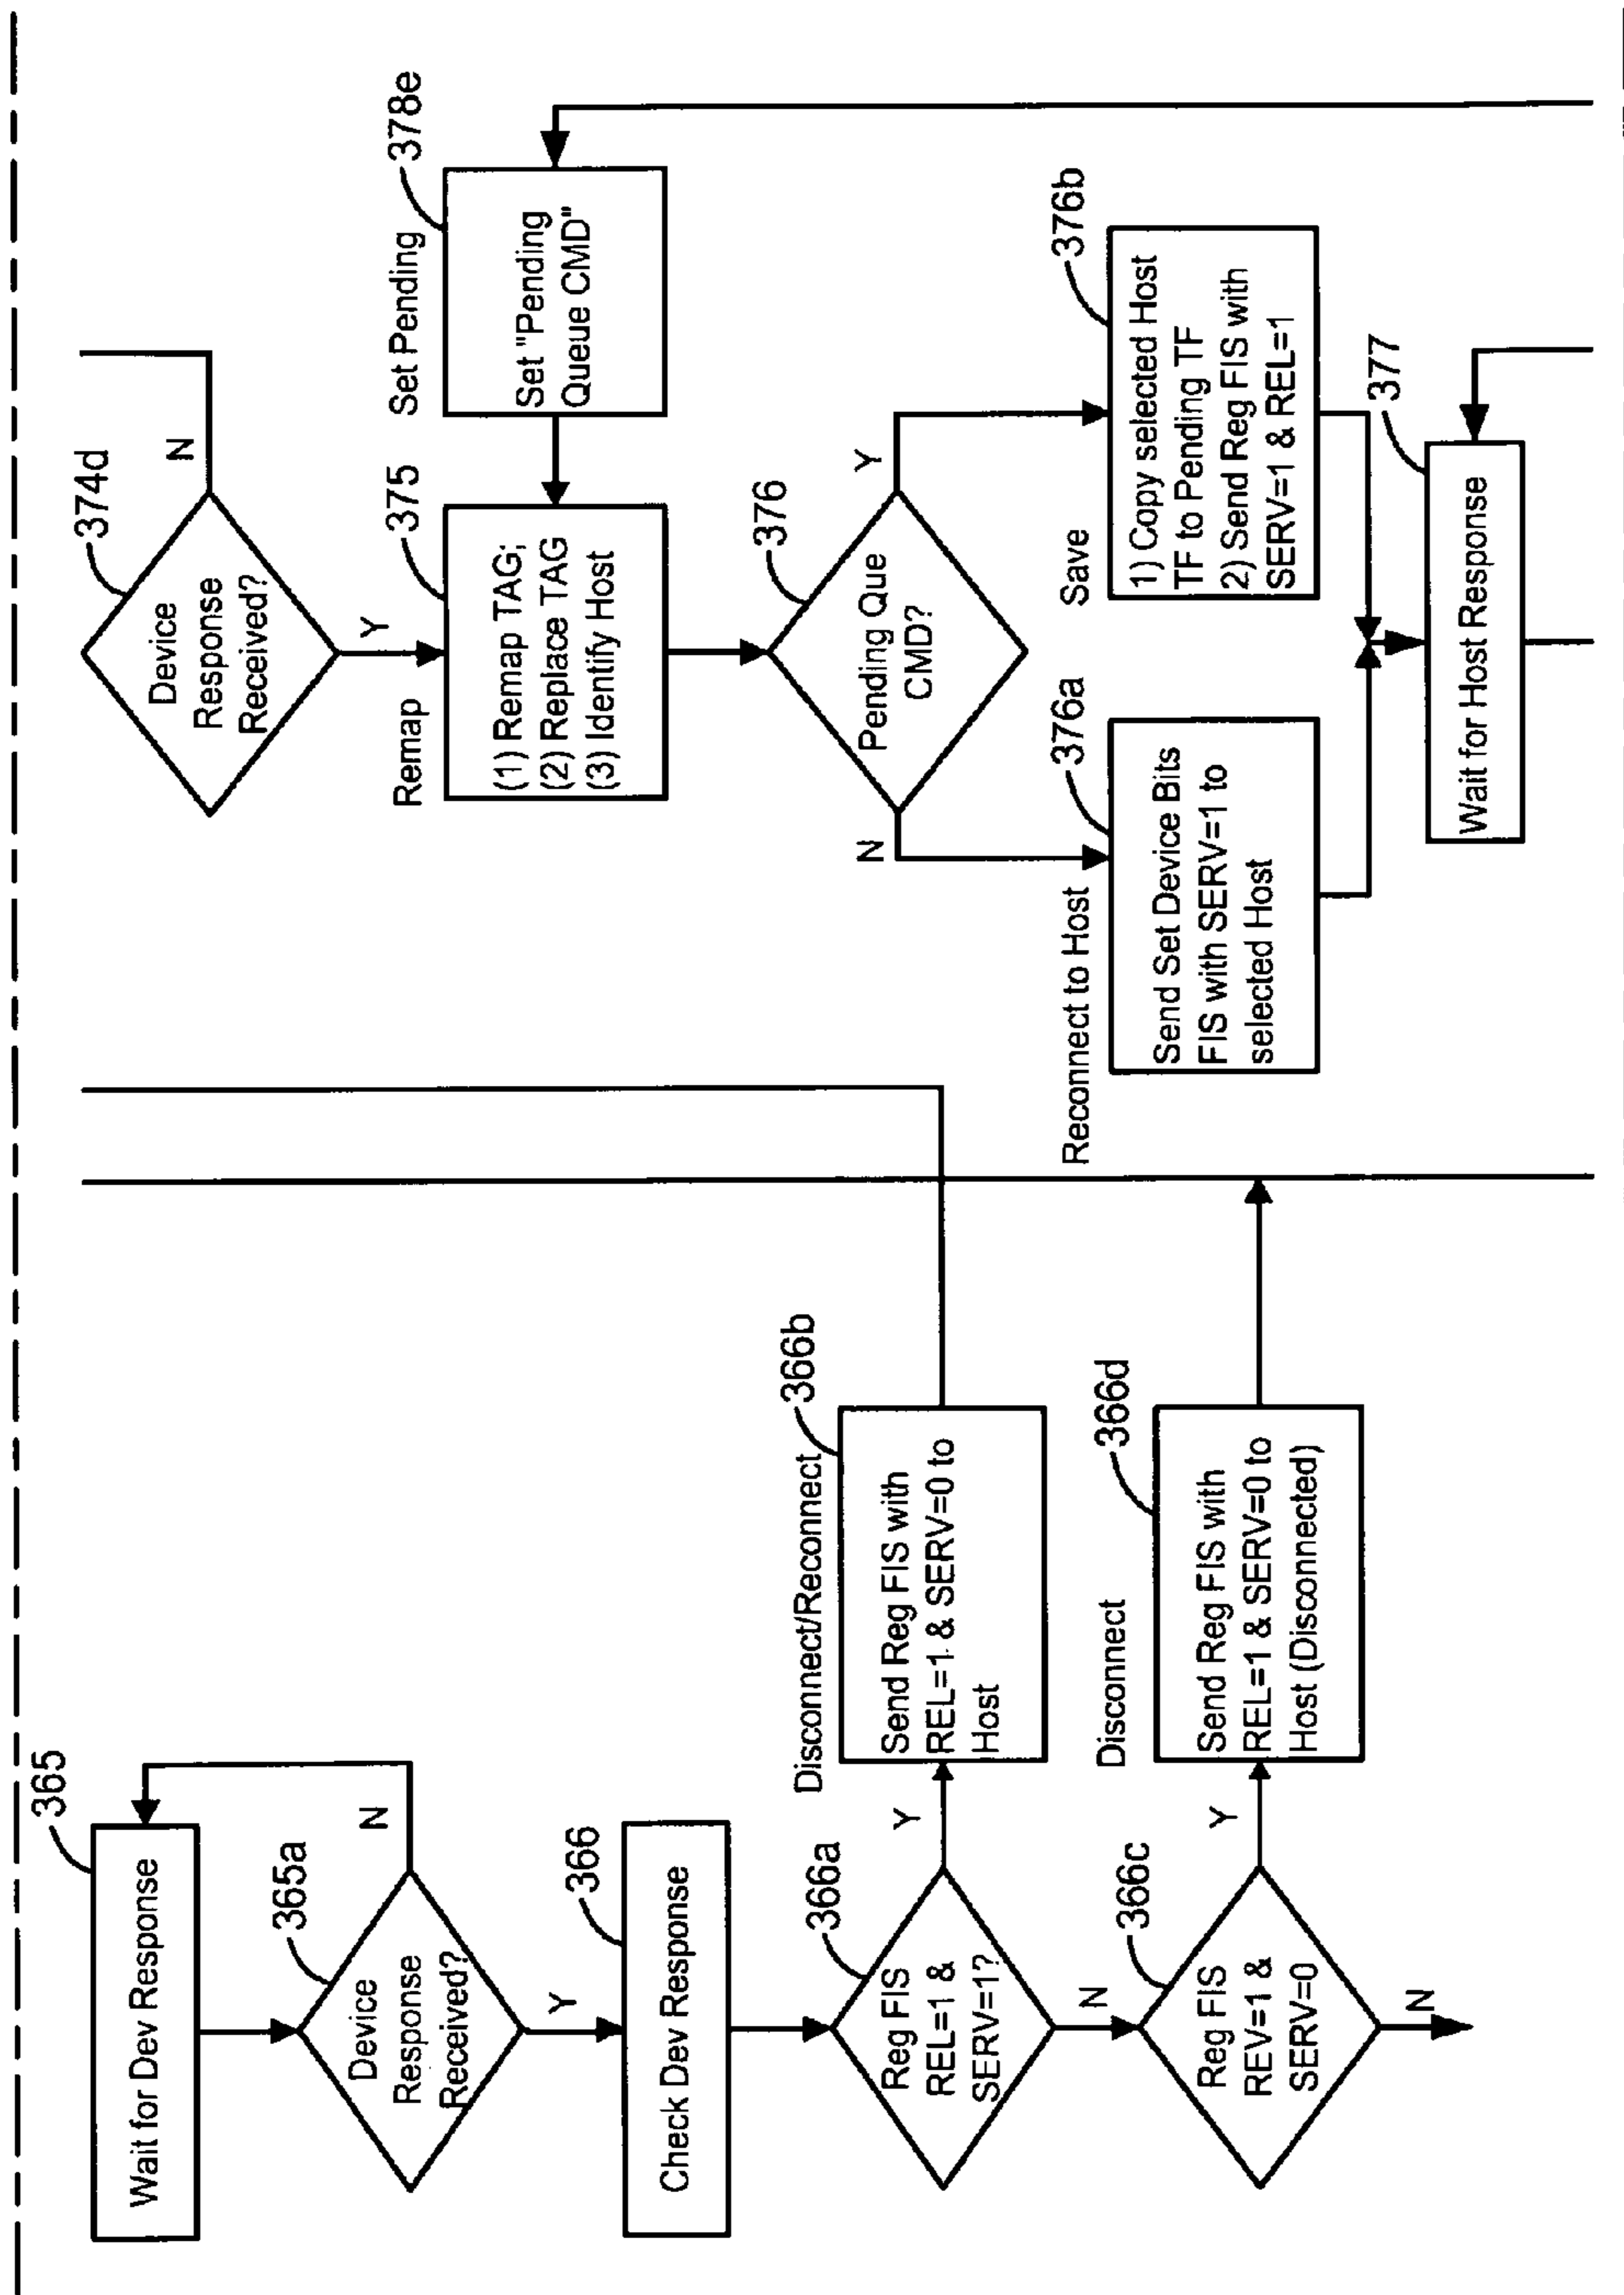 365
Wait for Dev Response
365a
Device
Response
Received?
N
Y
366
Check Dev Response
366a
Reg FIS
REL=1 &
SERV=1?
Y
N
Disconnect/Reconnect
366b
Send Reg FIS with
REL=1 & SERV=0 to
Host
366c
Reg FIS
REV=1 &
SERV=0
Y
N
Disconnect
366d
Send Reg FIS with
REL=1 & SERV=0 to
Host (Disconnected)
374d
Device
Response
Received?
N
Y
Remap
375
(1) Remap TAG;
(2) Replace TAG
(3) Identify Host
Set Pending
378e
Set "Pending
Queue CMD"
376
Pending Que
CMD?
N
Y
Reconnect to Host
376a
Send Set Device Bits
FIS with SERV=1 to
selected Host
Save
376b
1) Copy selected Host
TF to Pending TF
2) Send Reg FIS with
SERV=1 & REL=1
377
Wait for Host Response